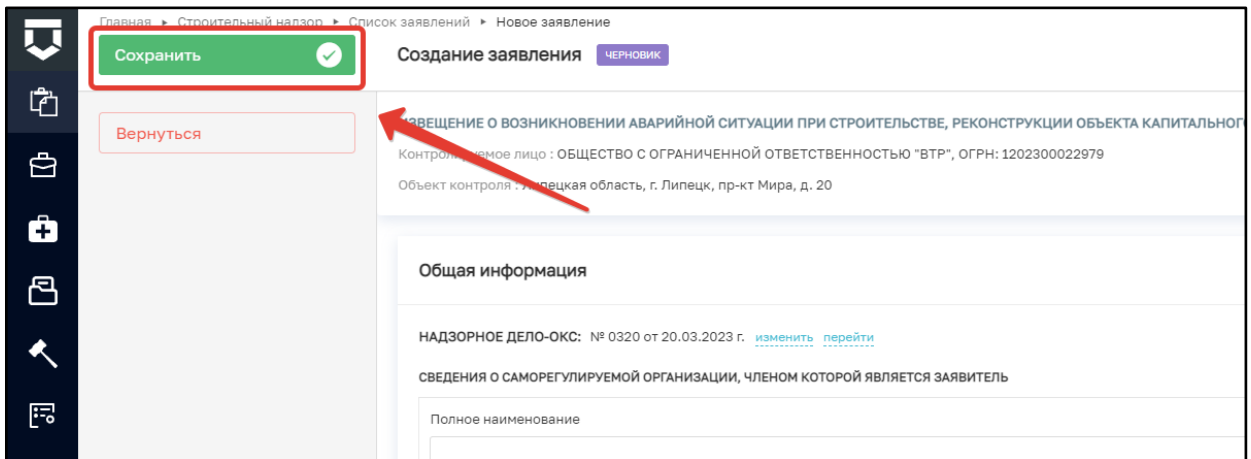 Главная ▸ Строительный надзор ▸ Список заявлений ▸ Новое заявление
Сохранить
Создание заявления ЧЕРНОВИК
Вернуться
ИЗВЕЩЕНИЕ О ВОЗНИКНОВЕНИИ АВАРИЙНОЙ СИТУАЦИИ ПРИ СТРОИТЕЛЬСТВЕ, РЕКОНСТРУКЦИИ ОБЪЕКТА КАПИТАЛЬНОГ
Контролируемое лицо : ОБЩЕСТВО С ОГРАНИЧЕННОЙ ОТВЕТСТВЕННОСТЬЮ "ВТР", ОГРН: 1202300022979
Объект контроля : Липецкая область, г. Липецк, пр-кт Мира, д. 20
Общая информация
НАДЗОРНОЕ ДЕЛО-ОКС: № 0320 от 20.03.2023 г. изменить перейти
СВЕДЕНИЯ О САМОРЕГУЛИРУЕМОЙ ОРГАНИЗАЦИИ, ЧЛЕНОМ КОТОРОЙ ЯВЛЯЕТСЯ ЗАЯВИТЕЛЬ
Полное наименование